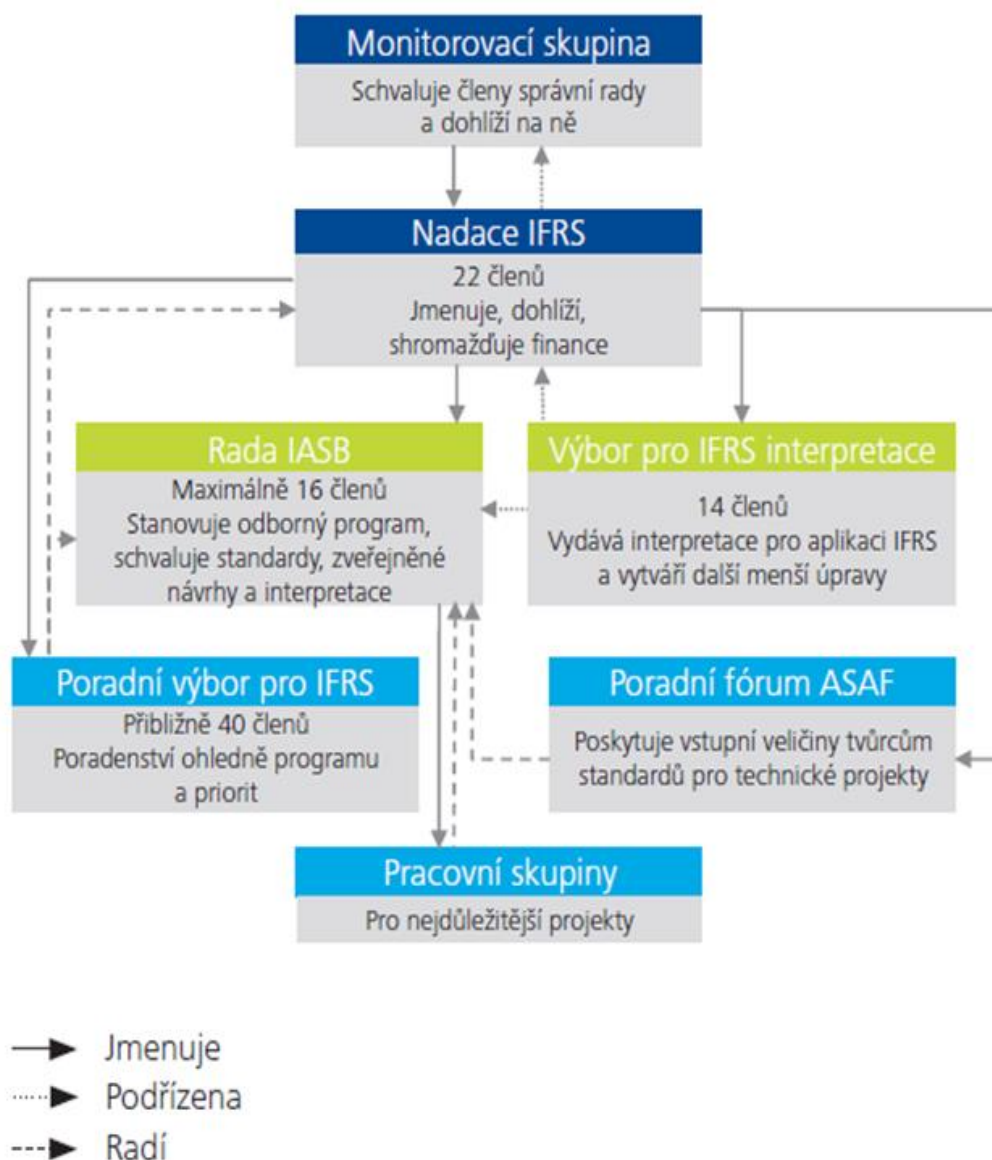 Monitorovací skupina
Schvaluje členy správní rady
a dohlíží na ně
Nadace IFRS
22 členů
Jmenuje, dohlíží,
shromažďuje finance
Rada IASB
Maximálně 16 členů
Stanovuje odborný program,
schvaluje standardy, zveřejněné
návrhy a interpretace
Výbor pro IFRS interpretace
14 členů
Vydává interpretace pro aplikaci IFRS
a vytváří další menší úpravy
Poradní výbor pro IFRS
Přibližně 40 členů
Poradenství ohledně programu
a priorit
Poradní fórum ASAF
Poskytuje vstupní veličiny tvůrcům
standardů pro technické projekty
Pracovní skupiny
Pro nejdůležitější projekty
Jmenuje
Podřízena
Radí